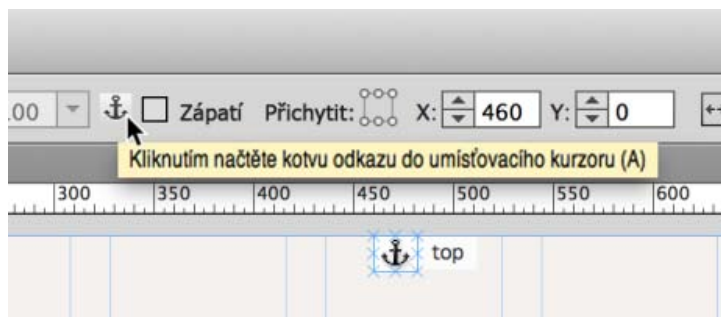 00 Zápatí Přichytit: X: 460 Y: 0
Kliknutím načtěte kotvu odkazu do umísťovacího kurzoru (A)
300 350 400 450 500 550 600
top